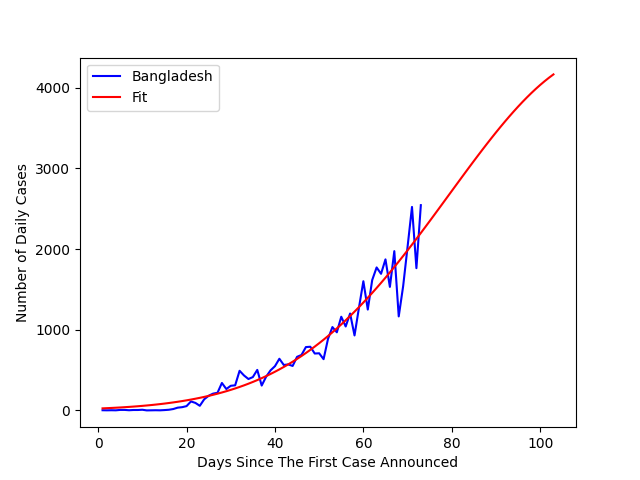 Bangladesh
Fit
4000
3000
2000
1000
0
Number of Daily Cases
0 20 40 60 80 100
Days Since The First Case Announced